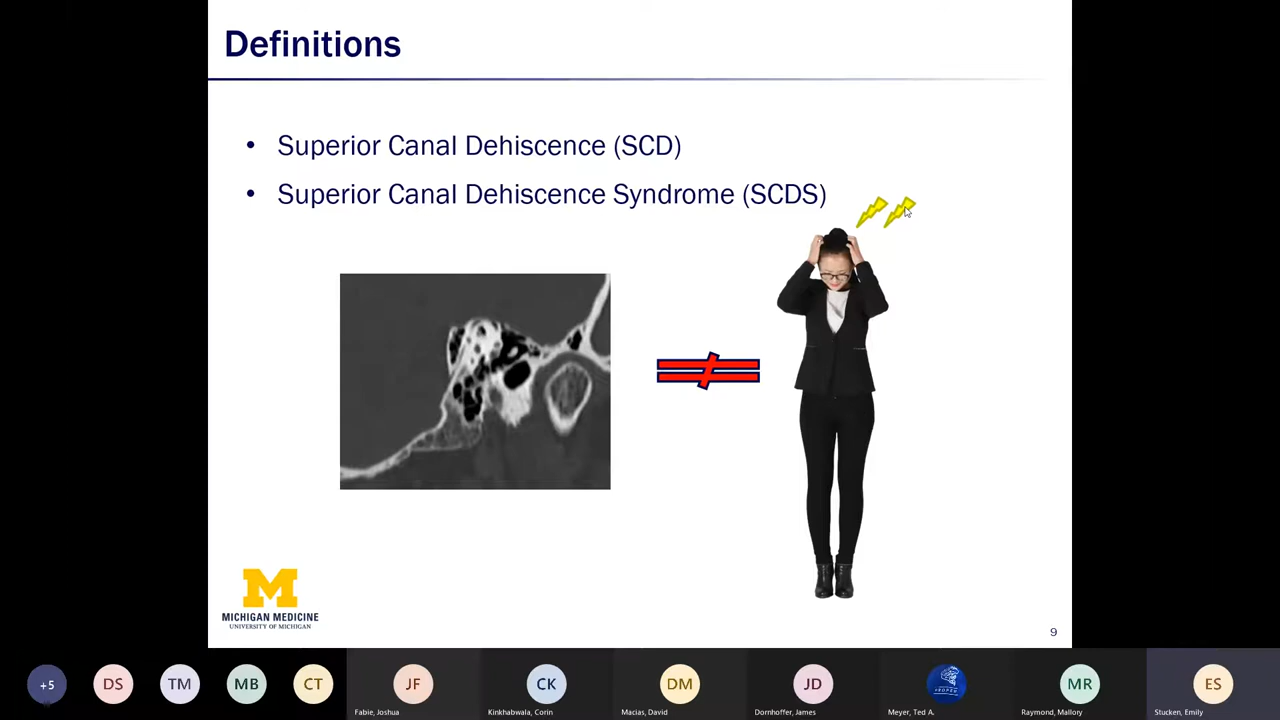 Definitions
• Superior Canal Dehiscence (SCD)
• Superior Canal Dehiscence Syndrome (SCDS)
M
MICHIGAN MEDICINE
UNIVERSITY OF MICHIGAN
9
+5
DS
TM
MB
CT
JF
CK
DM
JD
MR
ES
Fabie, Joshua
Kinkhabwala, Corin
Macias, David
Dornhoffer, James
Meyer, Ted A.
Raymond, Mallory
Stucken, Emily